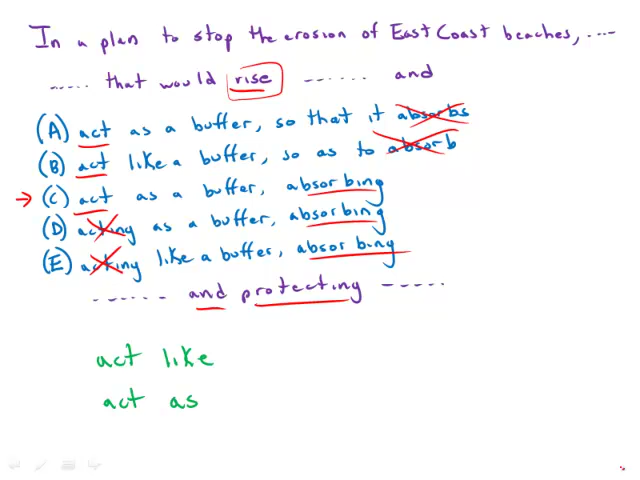 In a plan to stop the erosion of East Coast beaches, ....
..... that would rise ...... and
(A) act as a buffer, so that it absorbs
(B) act like a buffer, so as to absorb
→ (C) act as a buffer, absorbing
(D) acting as a buffer, absorbing
(E) acting like a buffer, absorbing
...... and protecting ......
act like
act as